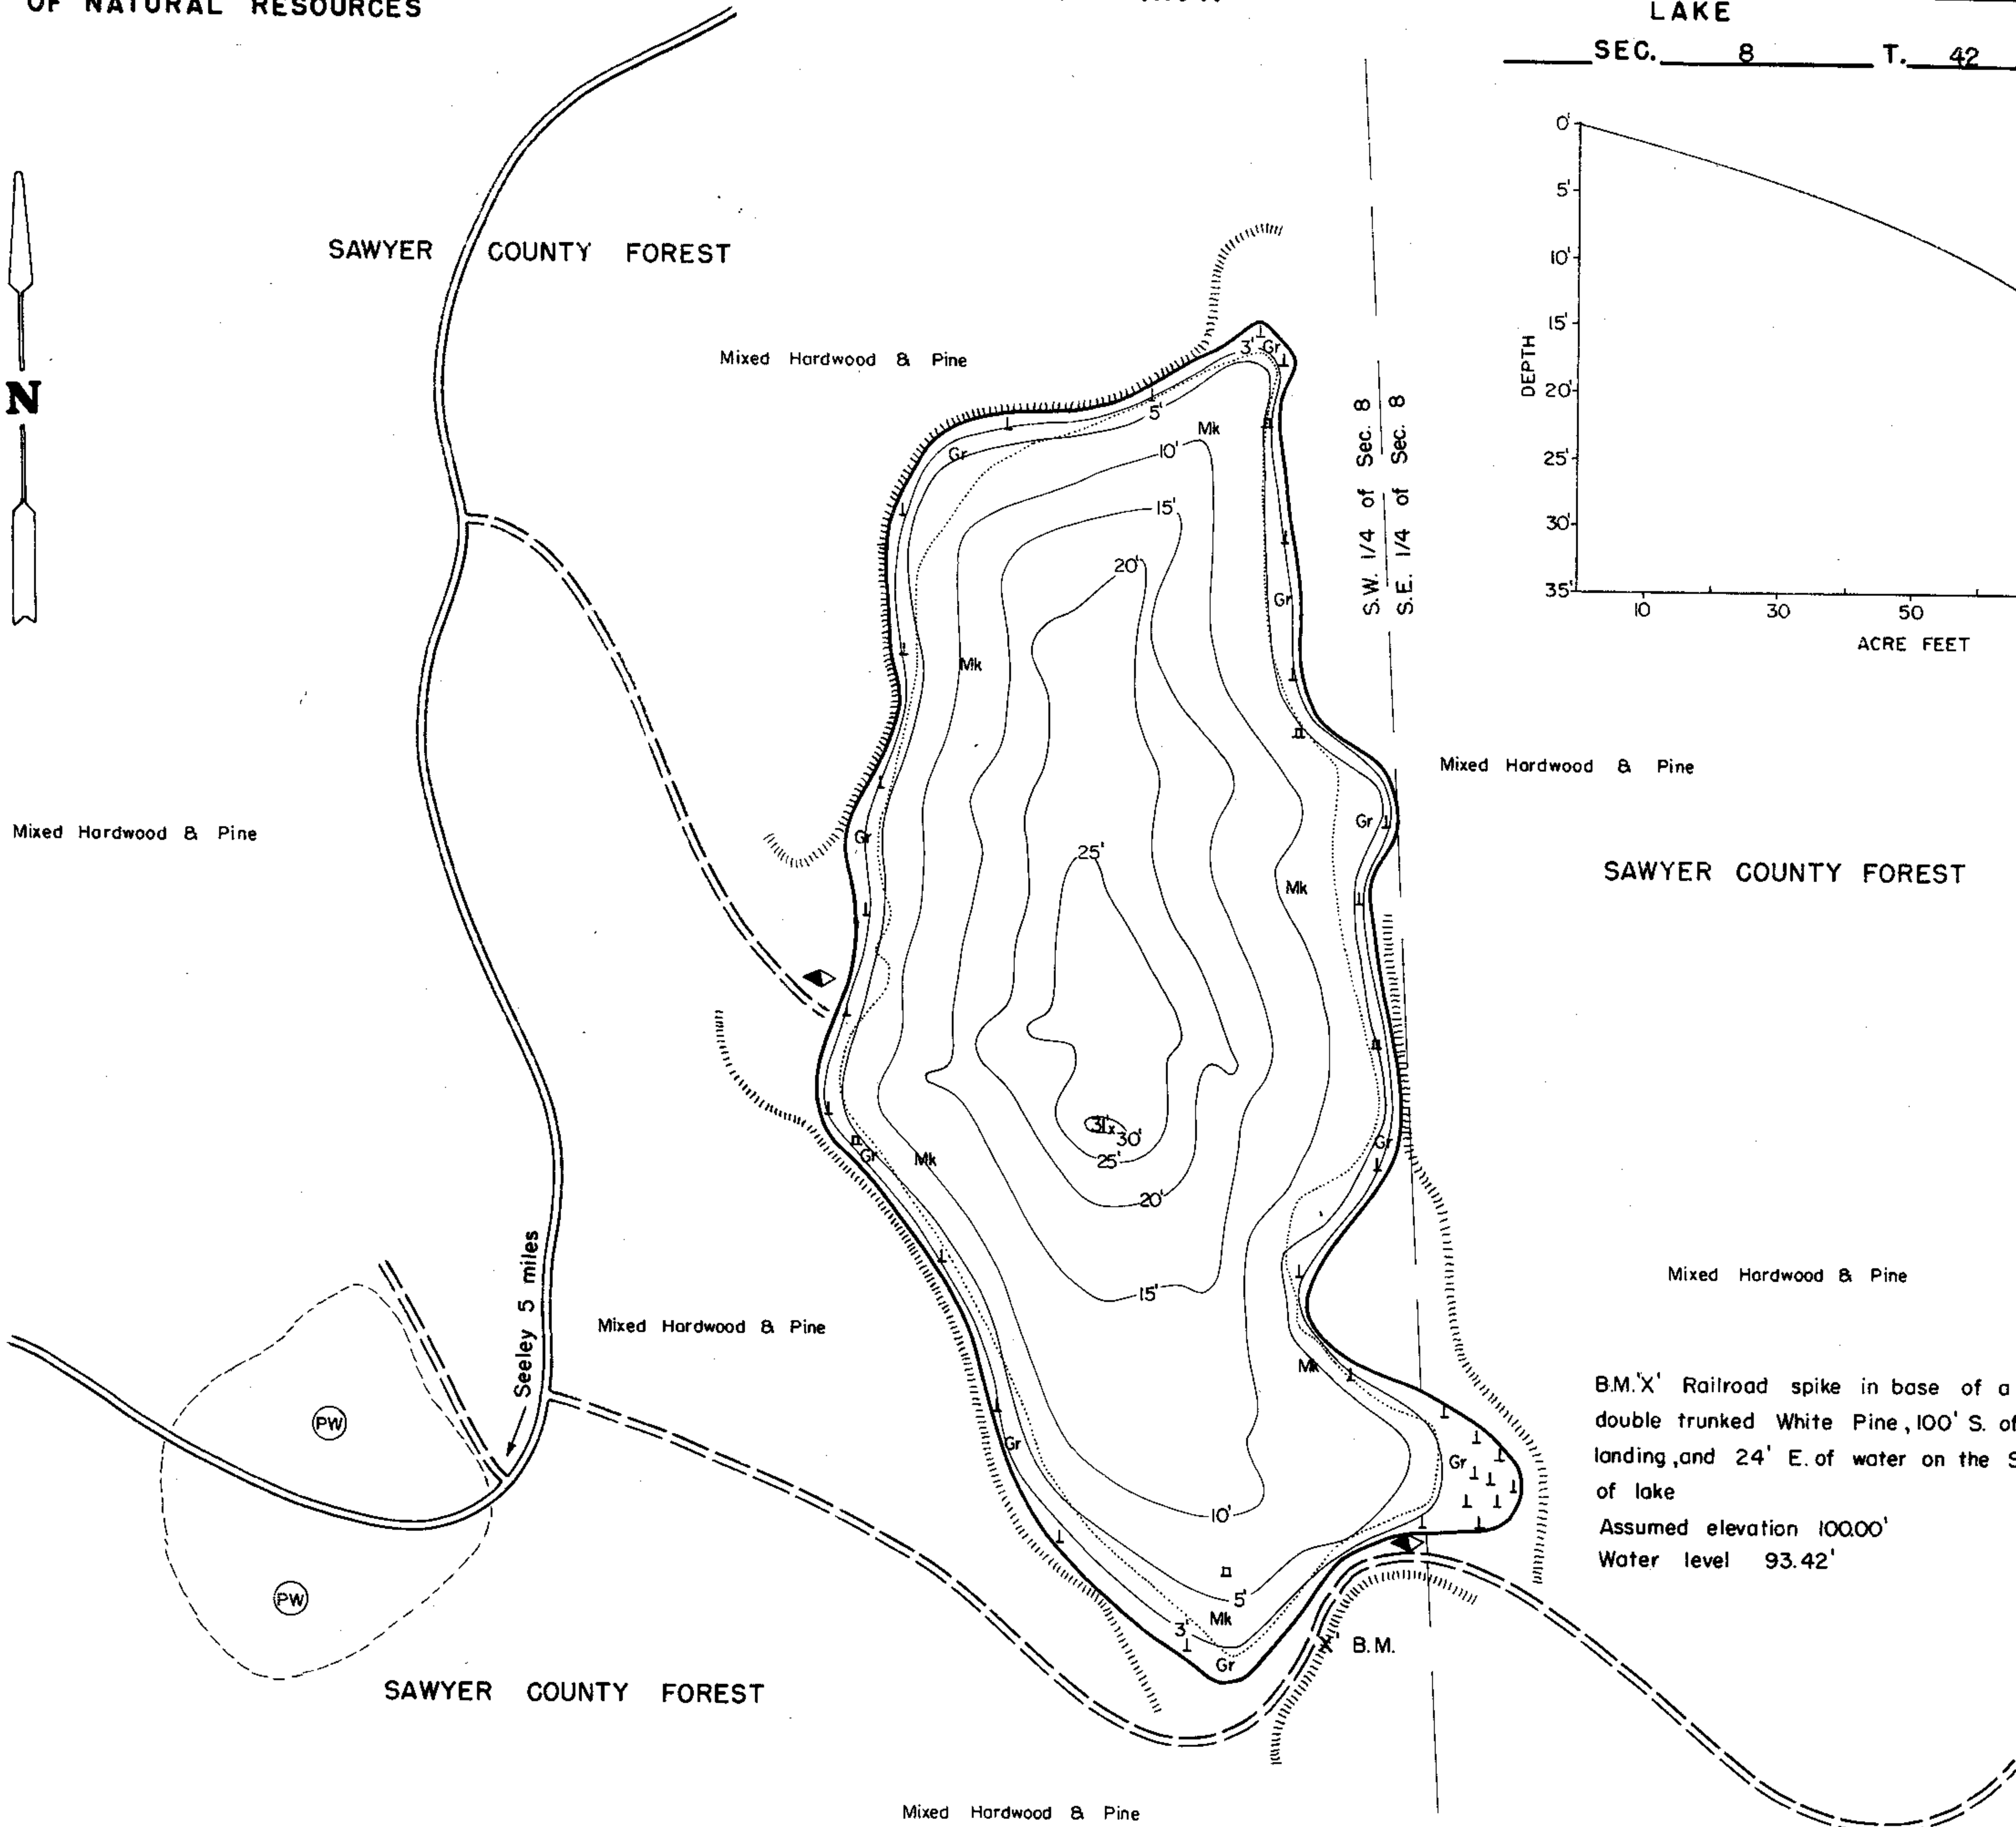 OF NATURAL RESOURCES
LAKE
SEC. 8 T. 42
N
SAWYER COUNTY FOREST
Mixed Hardwood & Pine
0'
5'
10'
15'
20'
25'
30'
35'
DEPTH
10 30 50
ACRE FEET
S.W. 1/4 of Sec. 8
S.E. 1/4 of Sec. 8
3' Gr
5'
Mk
Gr
10'
15'
20'
Gr
Mk
Mixed Hardwood & Pine
Gr
Gr
Mixed Hardwood & Pine
25'
SAWYER COUNTY FOREST
Mk
31' x 30'
Gr
Gr
Mk
25'
20'
Seeley 5 miles
Mixed Hardwood & Pine
15'
Mixed Hardwood & Pine
Mk
PW
Gr
Gr
10'
B.M. 'X' Railroad spike in base of a
double trunked White Pine, 100' S. of
landing, and 24' E. of water on the
of lake
Assumed elevation 100.00'
Water level 93.42'
PW
5'
Mk
3'
Gr
'X' B.M.
SAWYER COUNTY FOREST
Mixed Hardwood & Pine